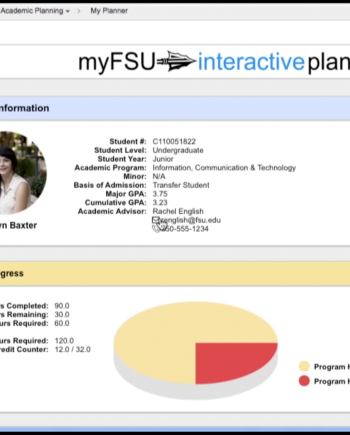 Academic Planning ▾ › My Planner
myFSU interactive plan
nformation
Student #: C110051822
Student Level: Undergraduate
Student Year: Junior
Academic Program: Information, Communication & Technology
Minor: N/A
Basis of Admission: Transfer Student
Major GPA: 3.75
Cumulative GPA: 3.23
Academic Advisor: Rachel English
english@fsu.edu
50-555-1234
n Baxter
gress
s Completed: 90.0
s Remaining: 30.0
urs Required: 60.0
urs Required: 120.0
redit Counter: 12.0 / 32.0
Program
Program